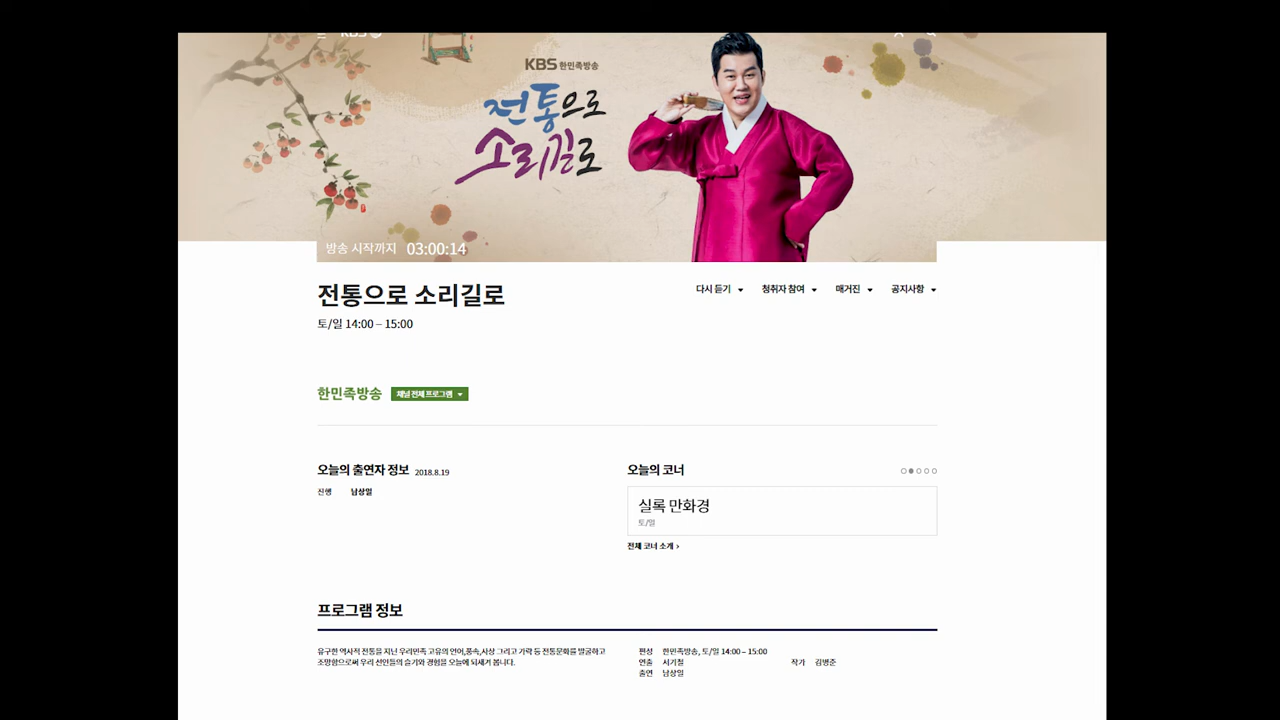 KBS
KBS 한민족방송
전통으로
소리길로
방송 시작까지 03:00:14
전통으로 소리길로
다시 듣기 청취자 참여 매거진 공지사항
토/일 14:00 – 15:00
한민족방송 채널 전체 프로그램
오늘의 출연자 정보 2018.8.19
진행 남상일
오늘의 코너
실록 만화경
토/일
전체 코너 소개 ›
프로그램 정보
유구한 역사적 전통을 지닌 우리민족 고유의 언어,풍속,사상 그리고 가락 등 전통문화를 발굴하고
조망함으로써 우리 선인들의 슬기와 경험을 오늘에 되새겨 봅니다.
편성 한민족방송, 토/일 14:00 – 15:00
연출 서기철 작가 김병준
출연 남상일